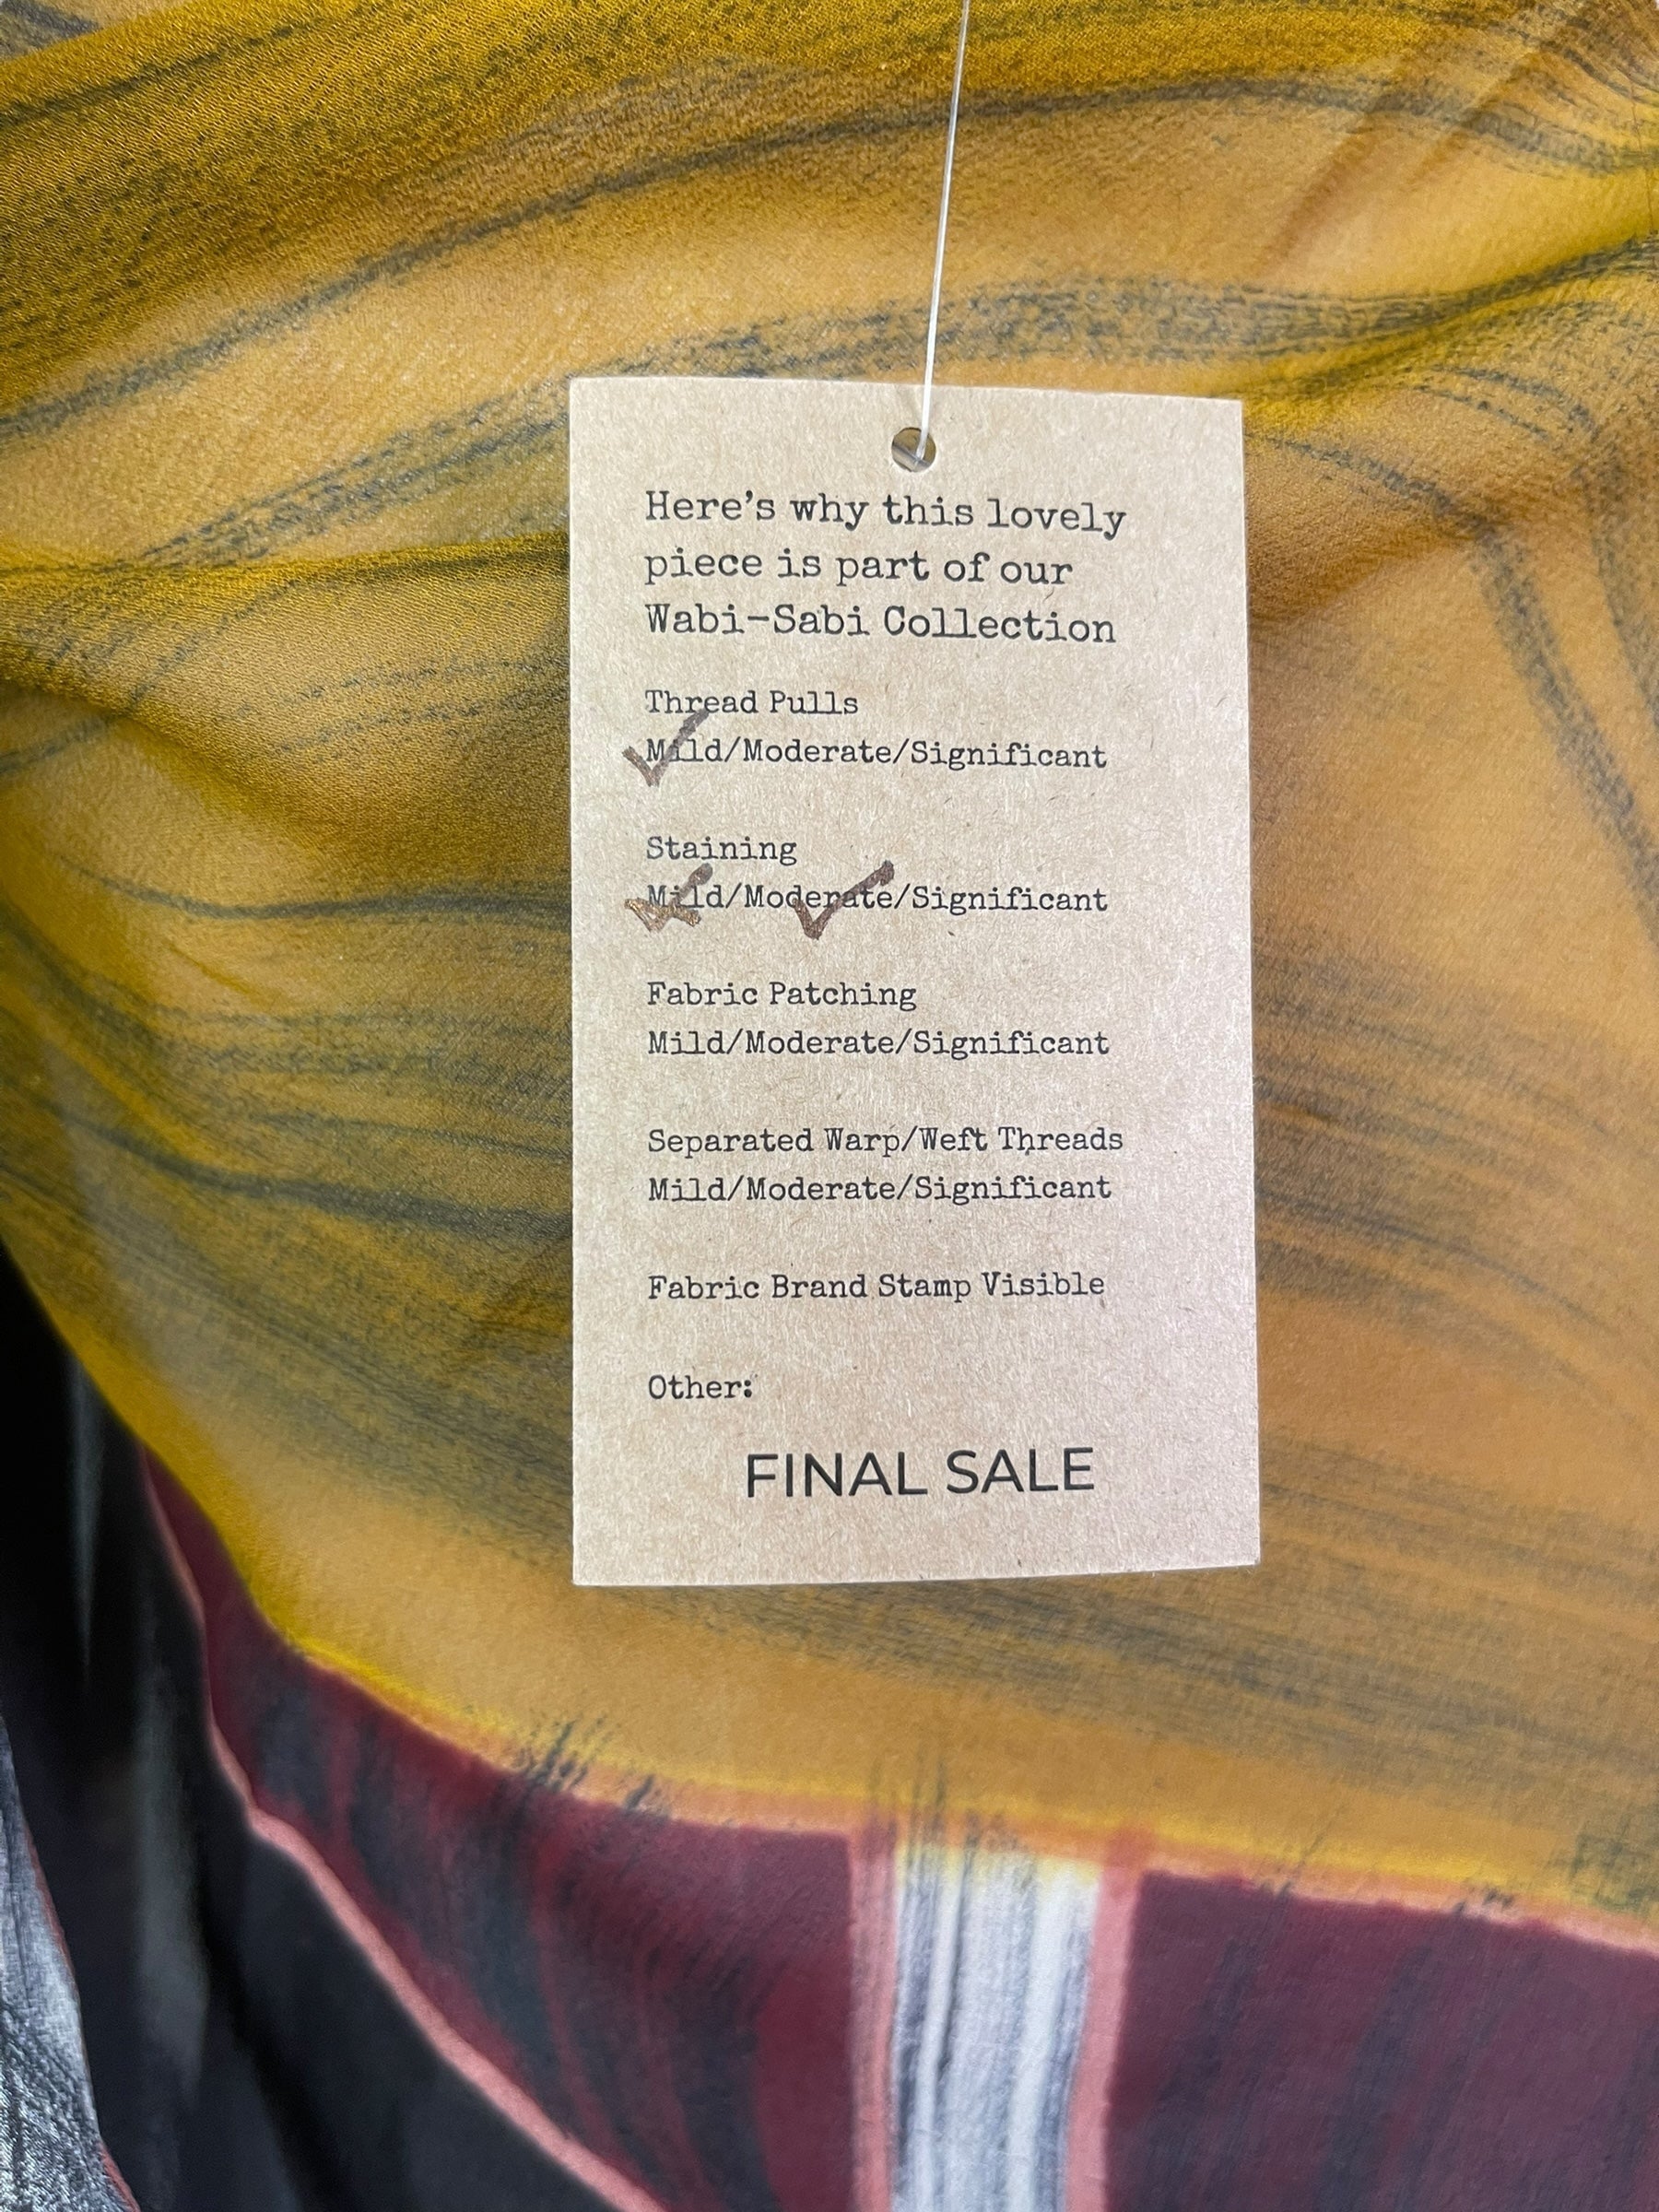 Here's why this lovely
piece is part of our
Wabi-Sabi Collection
Thread Pulls
Mild/Moderate/Significant
Staining
Mild/Moderate/Significant
Fabric Patching
Mild/Moderate/Significant
Separated Warp/Weft Threads
Mild/Moderate/Significant
Fabric Brand Stamp Visible
Other:
FINAL SALE